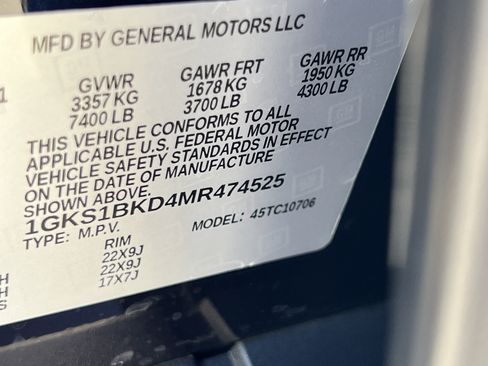 MFD BY GENERAL MOTORS LLC
1 GVWR GAWR FRT GAWR RR
3357 KG 1678 KG 1950 KG
7400 LB 3700 LB 4300 LB
THIS VEHICLE CONFORMS TO ALL
APPLICABLE U.S. FEDERAL MOTOR
VEHICLE SAFETY STANDARDS IN EFFECT
ON THE DATE OF MANUFACTURE
SHOWN ABOVE.
1GKS1BKD4MR474525
TYPE: M.P.V. MODEL: 45TC10706
RIM
22X9J
H 22X9J
H 17X7J
S